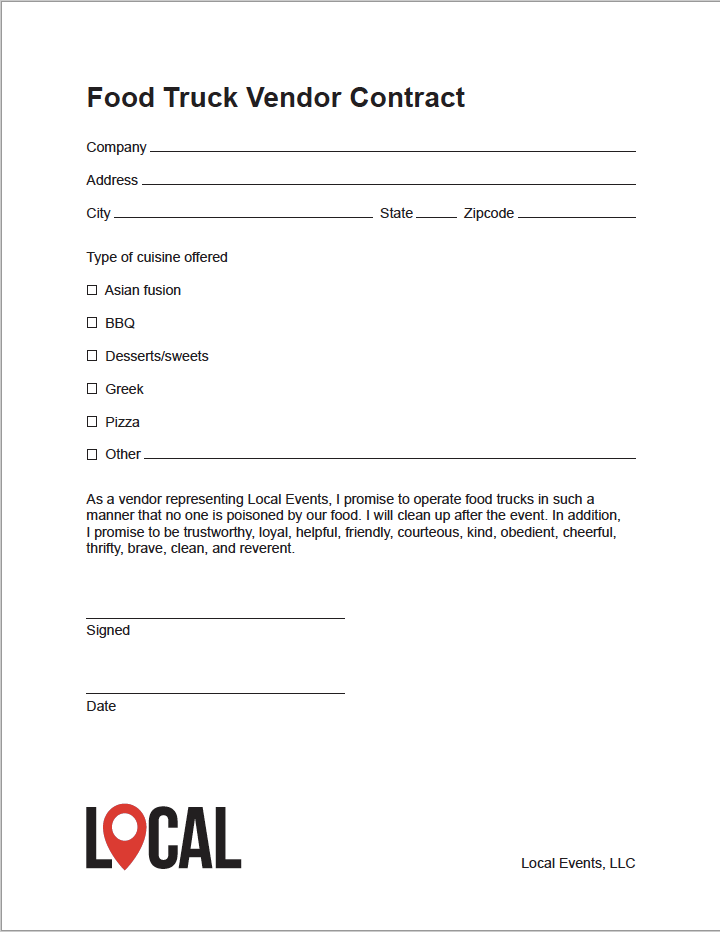 Food Truck Vendor Contract
Company
Address
City State Zipcode
Type of cuisine offered
Asian fusion
BBQ
Desserts/sweets
Greek
Pizza
Other
As a vendor representing Local Events, I promise to operate food trucks in such a
manner that no one is poisoned by our food. I will clean up after the event. In addition,
I promise to be trustworthy, loyal, helpful, friendly, courteous, kind, obedient, cheerful,
thrifty, brave, clean, and reverent.
Signed
Date
LOCAL
Local Events, LLC